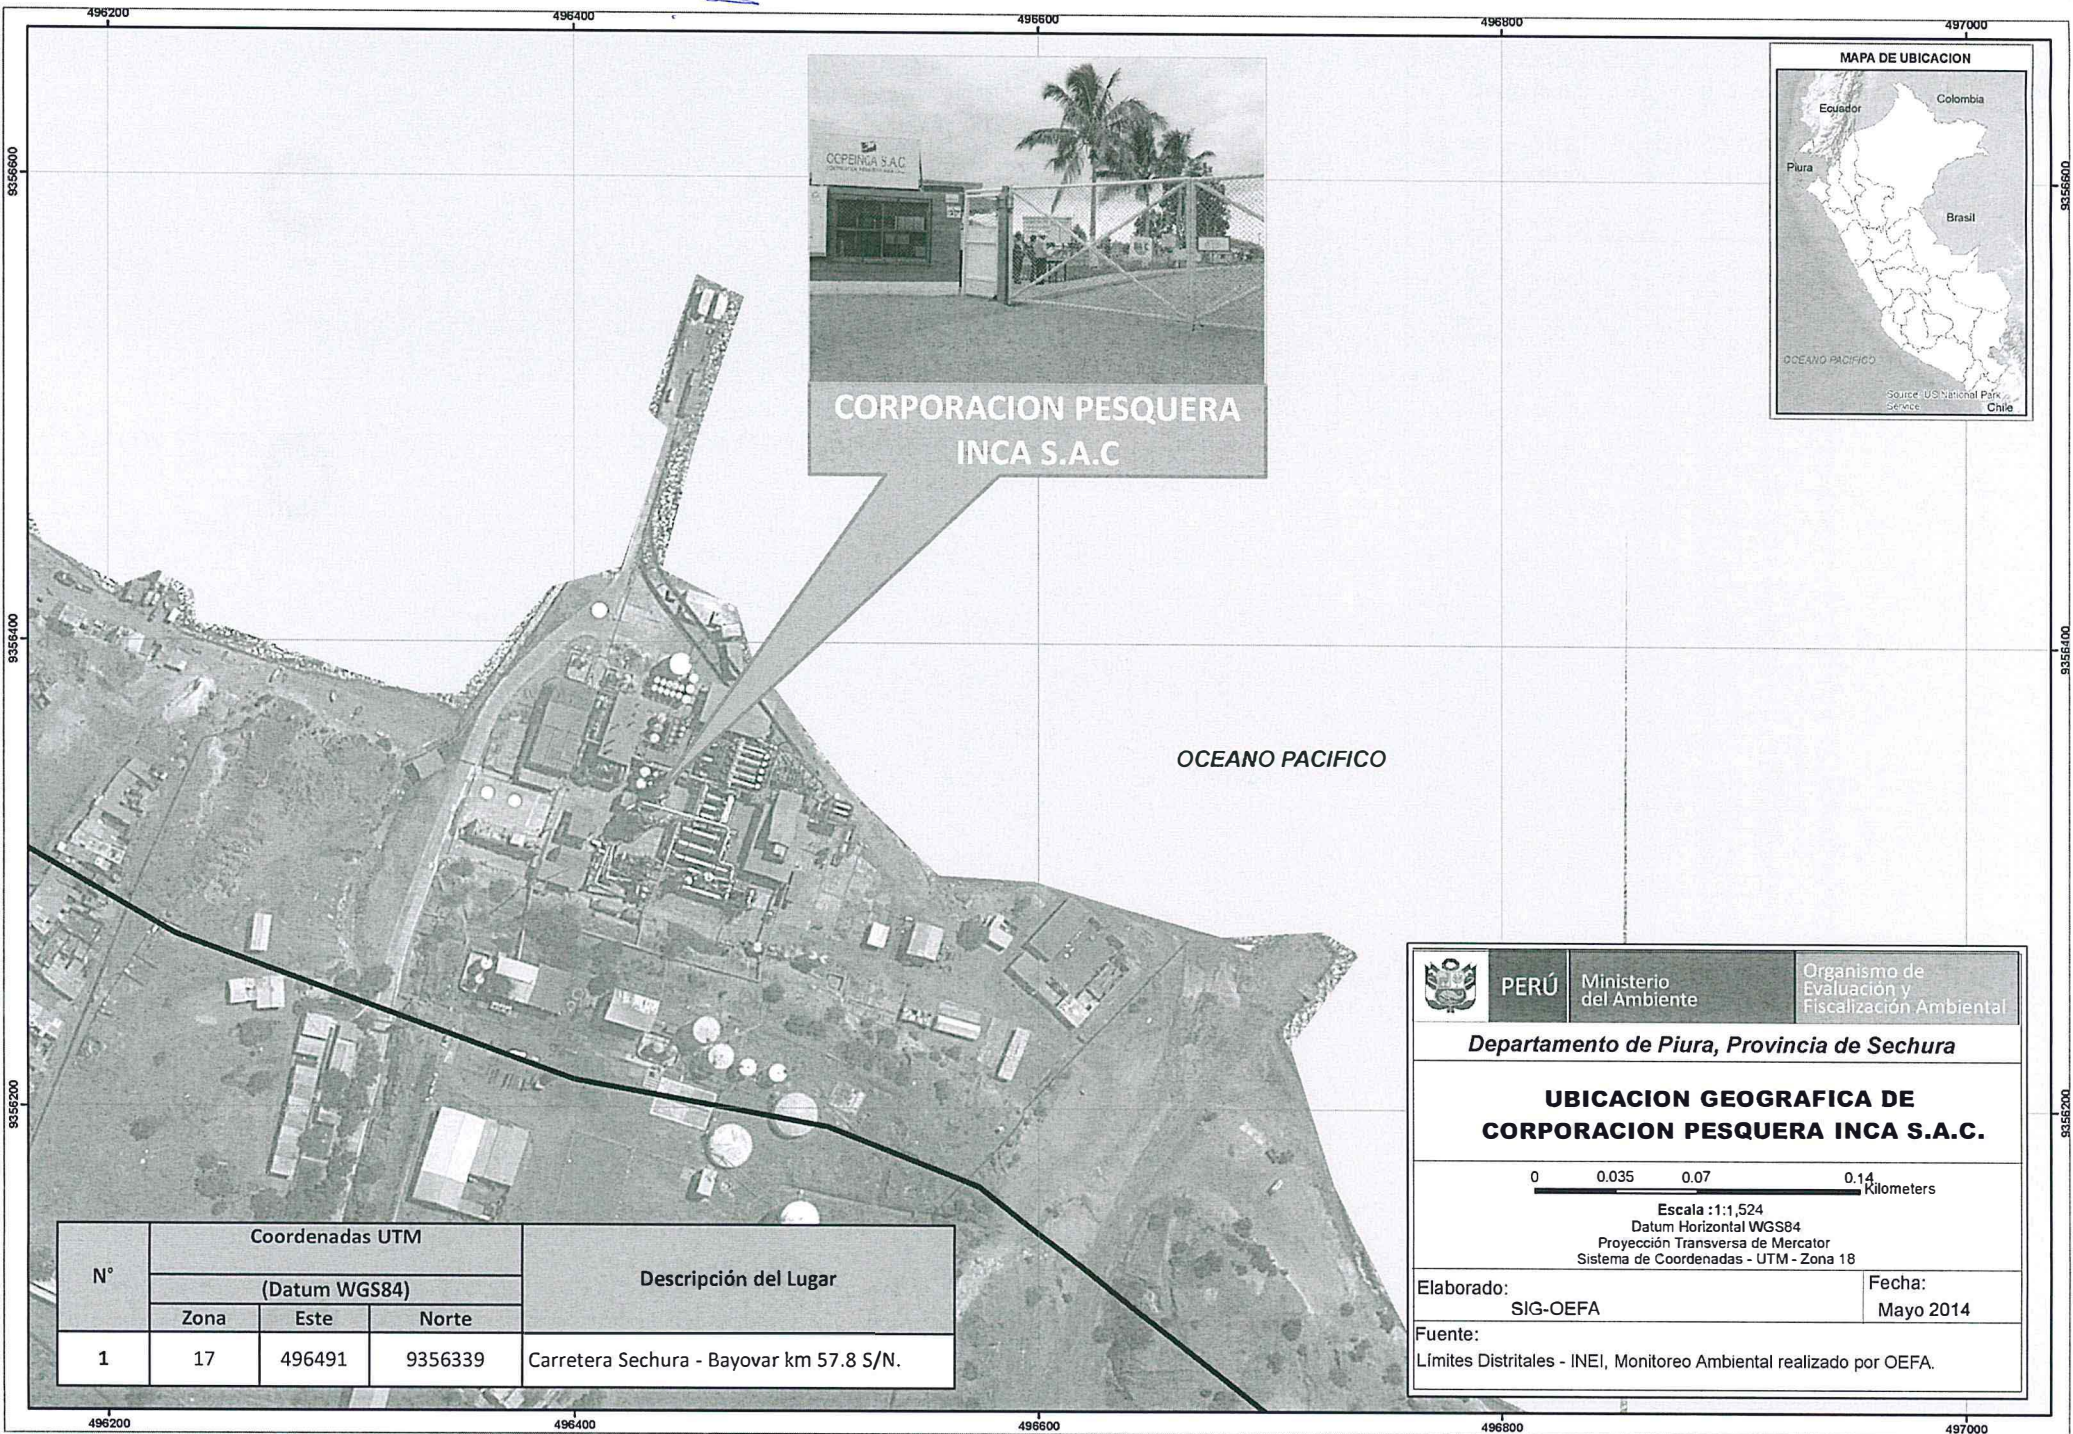 496200
496400
496600
496800
497000
9356600
9356400
9356200
9356600
9356400
9356200
COPEINCA S.A.C
CORPORACION PESQUERA
INCA S.A.C
MAPA DE UBICACION
Ecuador
Colombia
Piura
Brasil
OCEANO PACIFICO
Source: US National Park
Service
Chile
OCEANO PACIFICO
PERÚ
Ministerio
del Ambiente
Organismo de
Evaluación y
Fiscalización Ambiental
Departamento de Piura, Provincia de Sechura
UBICACION GEOGRAFICA DE
CORPORACION PESQUERA INCA S.A.C.
0 0.035 0.07 0.14
Kilometers
Escala :1:1,524
Datum Horizontal WGS84
Proyección Transversa de Mercator
Sistema de Coordenadas - UTM - Zona 18
Elaborado:
SIG-OEFA
Fecha:
Mayo 2014
Fuente:
Límites Distritales - INEI, Monitoreo Ambiental realizado por OEFA.
N° Coordenadas UTM Descripción del Lugar
(Datum WGS84)
Zona Este Norte
1 17 496491 9356339 Carretera Sechura - Bayovar km 57.8 S/N.
496200
496400
496600
496800
497000